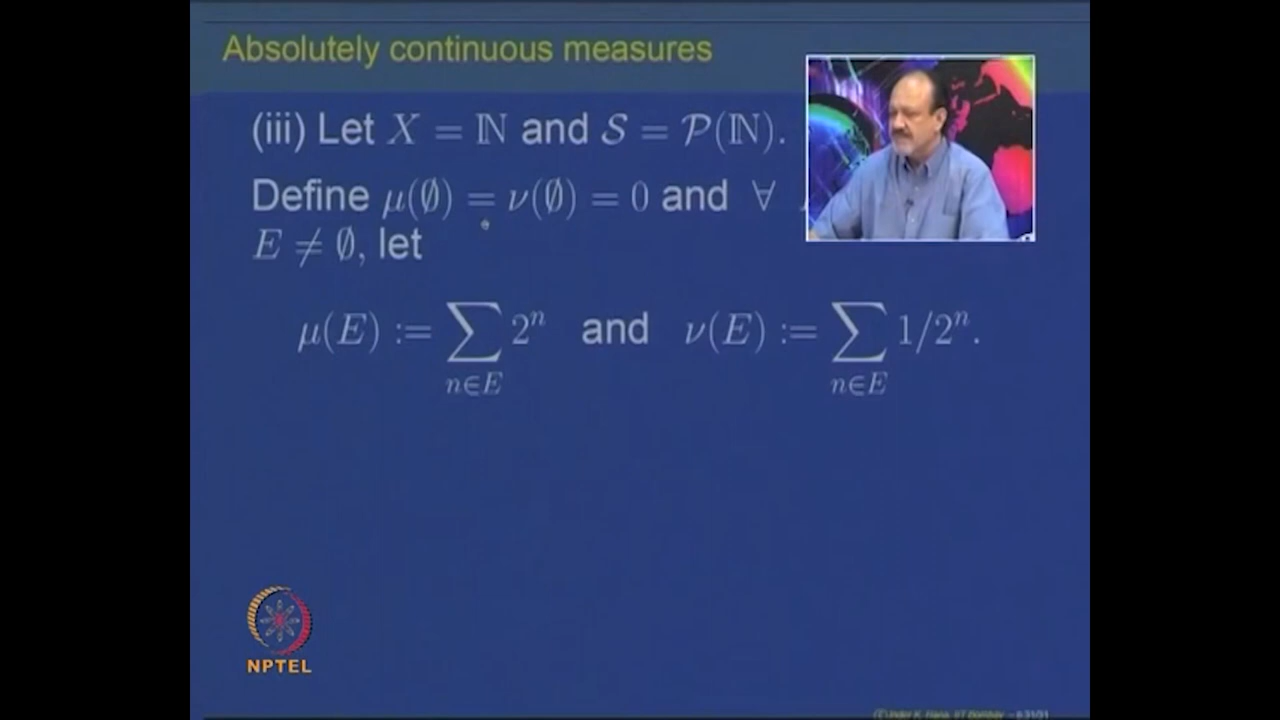 Absolutely continuous measures
(iii) Let X = ℕ and 𝒮 = 𝒫(ℕ).
Define μ(∅) = ν(∅) = 0 and ∀
E ≠ ∅, let
μ(E) := ∑_{n∈E} 2^n and ν(E) := ∑_{n∈E} 1/2^n.
NPTEL